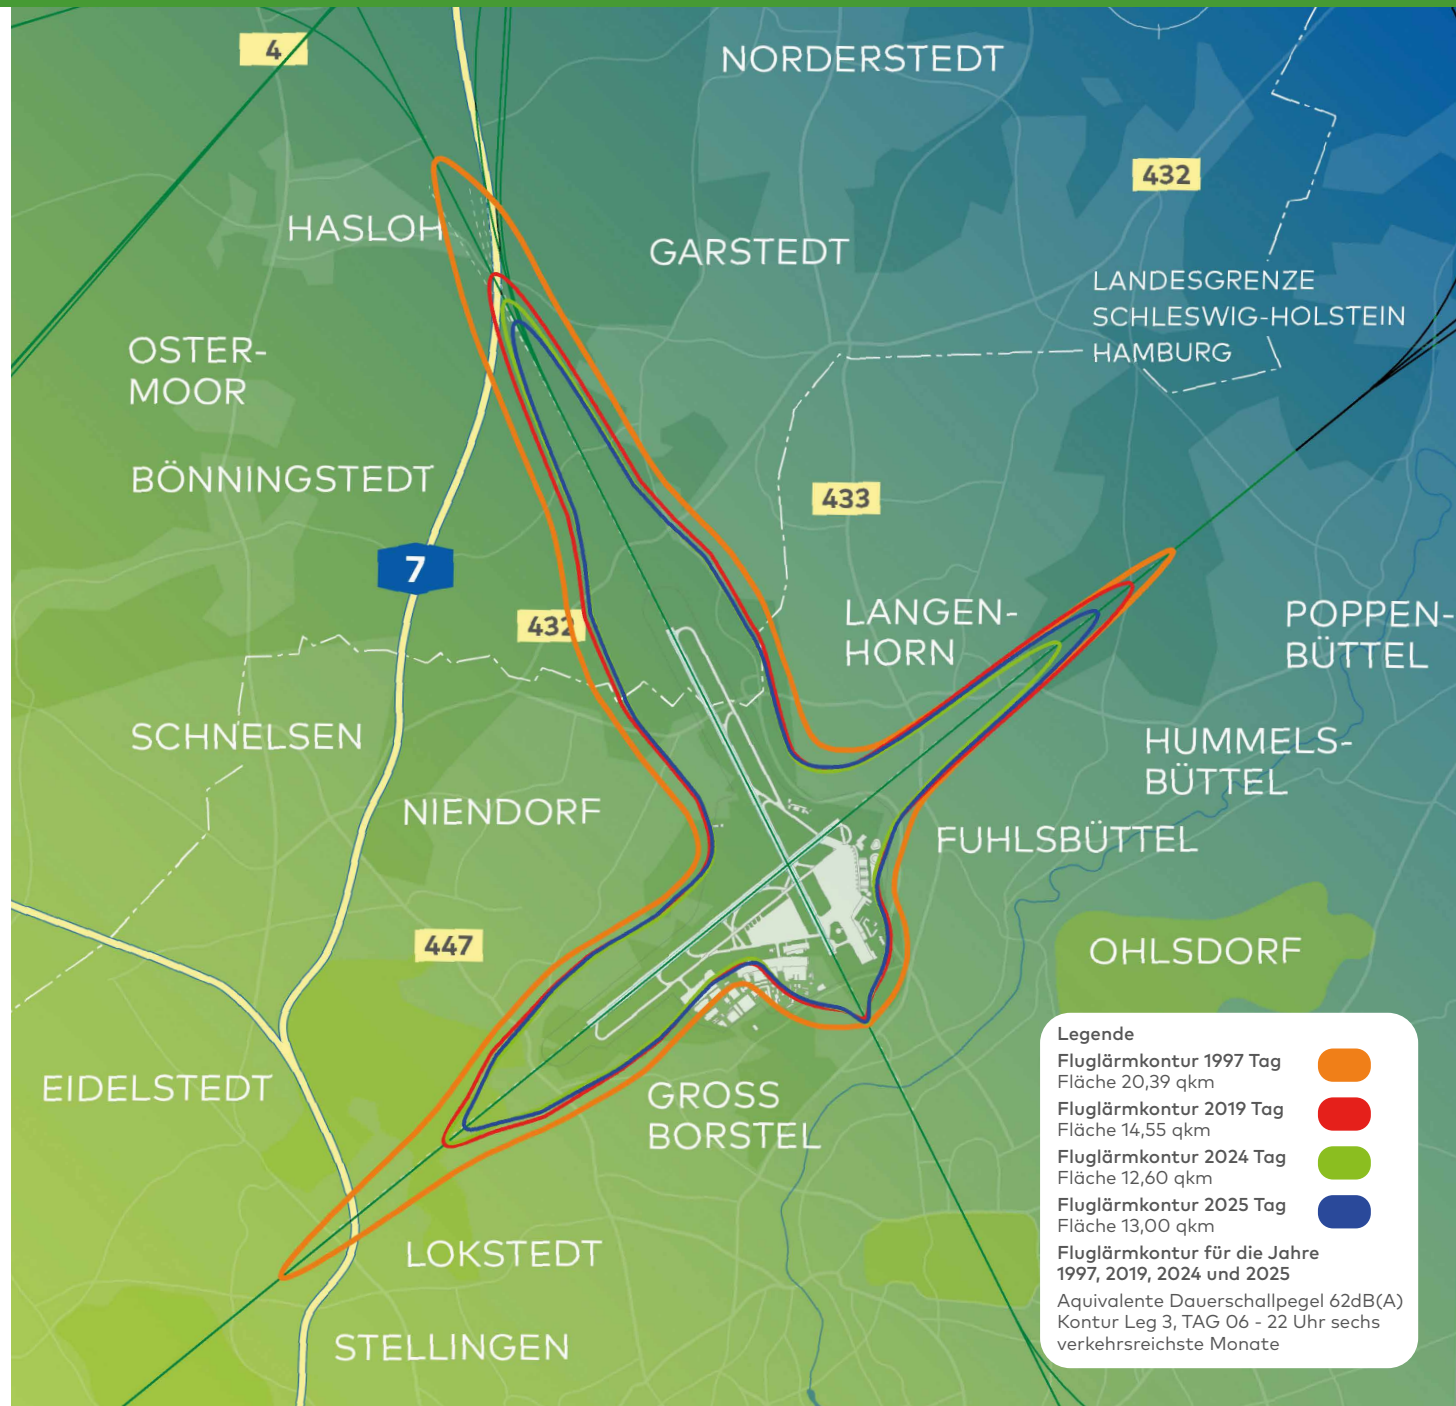 4
NORDERSTEDT
432
HASLOH
GARSTEDT
LANDESGRENZE
SCHLESWIG-HOLSTEIN
HAMBURG
OSTER-
MOOR
BÖNNINGSTEDT
433
7
432
LANGEN-
HORN
POPPEN-
BÜTTEL
SCHNELSEN
HUMMELS-
BÜTTEL
NIENDORF
FUHLSBÜTTEL
447
OHLSDORF
EIDELSTEDT
GROSS
BORSTEL
LOKSTEDT
STELLINGEN
Legende
Fluglärmkontur 1997 Tag
Fläche 20,39 qkm
Fluglärmkontur 2019 Tag
Fläche 14,55 qkm
Fluglärmkontur 2024 Tag
Fläche 12,60 qkm
Fluglärmkontur 2025 Tag
Fläche 13,00 qkm
Fluglärmkontur für die Jahre
1997, 2019, 2024 und 2025
Aquivalente Dauerschallpegel 62dB(A)
Kontur Leg 3, TAG 06 - 22 Uhr sechs
verkehrsreichste Monate